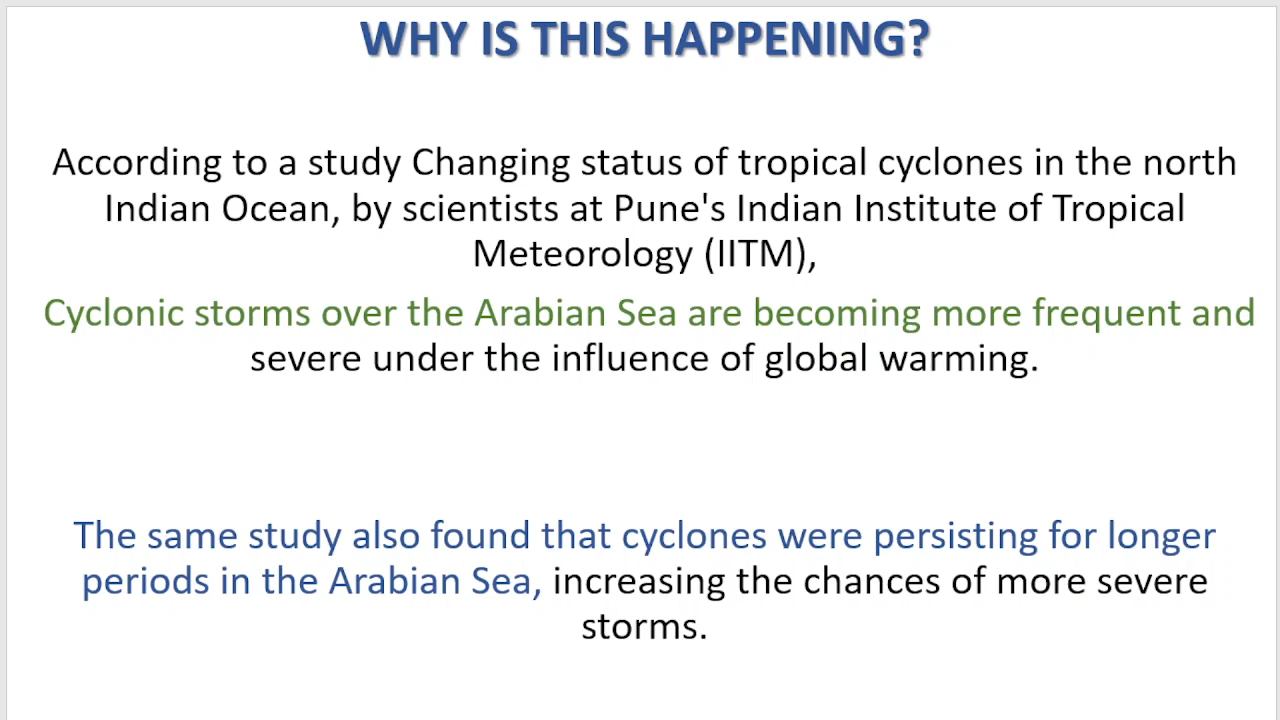 WHY IS THIS HAPPENING?
According to a study Changing status of tropical cyclones in the north
Indian Ocean, by scientists at Pune's Indian Institute of Tropical
Meteorology (IITM),
Cyclonic storms over the Arabian Sea are becoming more frequent and
severe under the influence of global warming.
The same study also found that cyclones were persisting for longer
periods in the Arabian Sea, increasing the chances of more severe
storms.